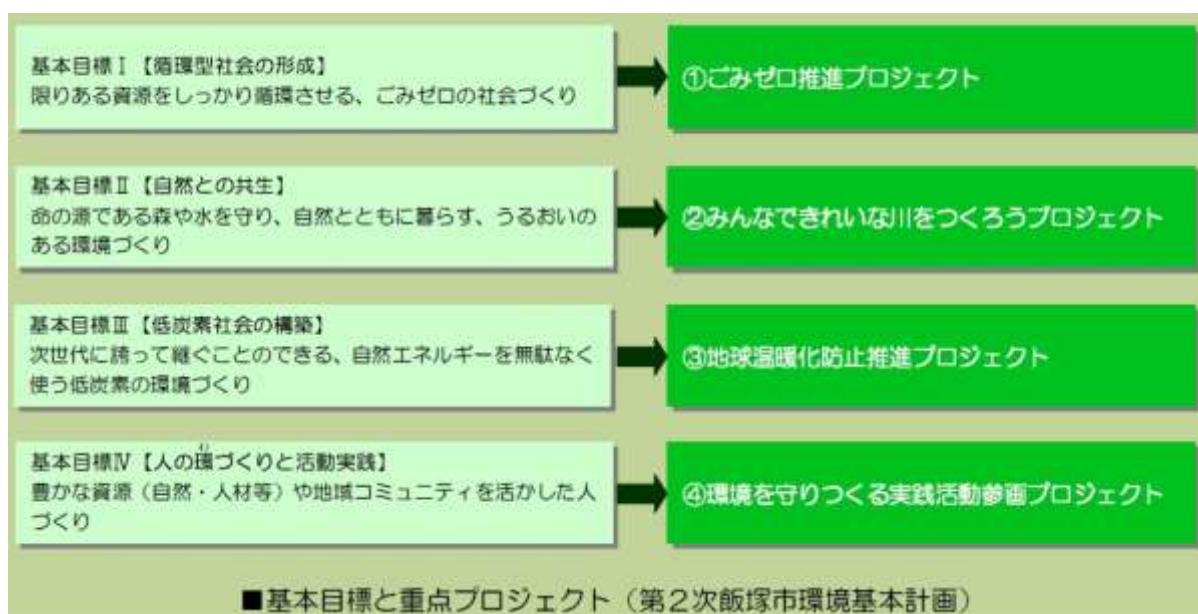 基本目標Ⅰ【循環型社会の形成】
限りある資源をしっかり循環させる、ごみゼロの社会づくり
①ごみゼロ推進プロジェクト
基本目標Ⅱ【自然との共生】
命の源である森や水を守り、自然とともに暮らす、うるおいの
ある環境づくり
②みんなできれいな川をつくろうプロジェクト
基本目標Ⅲ【低炭素社会の構築】
次世代に誇って継ぐことのできる、自然エネルギーを無駄なく
使う低炭素の環境づくり
③地球温暖化防止推進プロジェクト
わ
基本目標Ⅳ【人の環づくりと活動実践】
豊かな資源（自然・人材等）や地域コミュニティを活かした人
づくり
④環境を守りつくる実践活動参画プロジェクト
■基本目標と重点プロジェクト（第２次飯塚市環境基本計画）